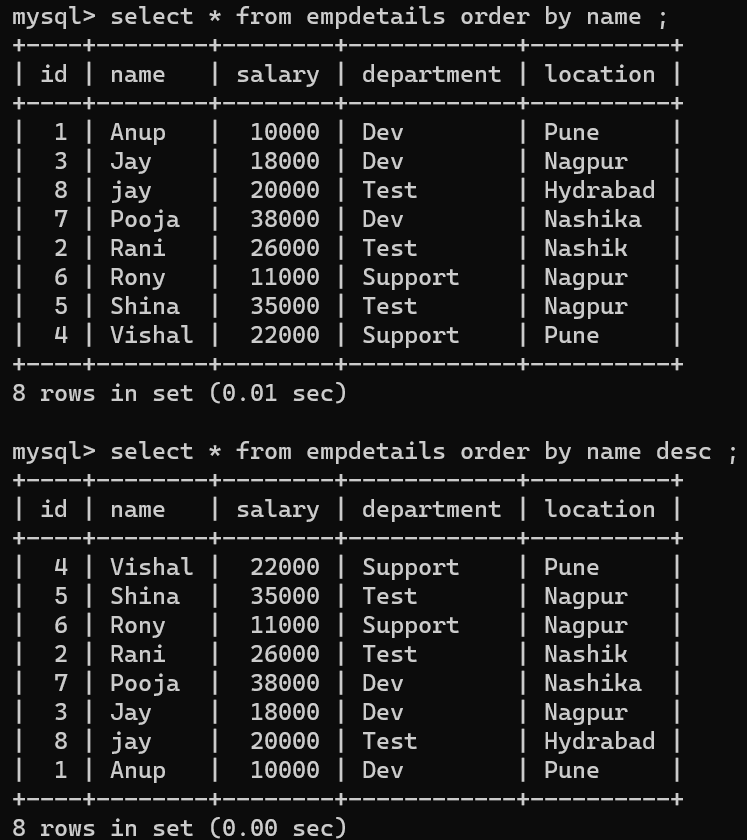 mysql> select * from empdetails order by name ;
+----+--------+--------+------------+----------+
| id | name   | salary | department | location |
+----+--------+--------+------------+----------+
|  1 | Anup   |  10000 | Dev        | Pune     |
|  3 | Jay    |  18000 | Dev        | Nagpur   |
|  8 | jay    |  20000 | Test       | Hydrabad |
|  7 | Pooja  |  38000 | Dev        | Nashika  |
|  2 | Rani   |  26000 | Test       | Nashik   |
|  6 | Rony   |  11000 | Support    | Nagpur   |
|  5 | Shina  |  35000 | Test       | Nagpur   |
|  4 | Vishal |  22000 | Support    | Pune     |
+----+--------+--------+------------+----------+
8 rows in set (0.01 sec)

mysql> select * from empdetails order by name desc ;
+----+--------+--------+------------+----------+
| id | name   | salary | department | location |
+----+--------+--------+------------+----------+
|  4 | Vishal |  22000 | Support    | Pune     |
|  5 | Shina  |  35000 | Test       | Nagpur   |
|  6 | Rony   |  11000 | Support    | Nagpur   |
|  2 | Rani   |  26000 | Test       | Nashik   |
|  7 | Pooja  |  38000 | Dev        | Nashika  |
|  3 | Jay    |  18000 | Dev        | Nagpur   |
|  8 | jay    |  20000 | Test       | Hydrabad |
|  1 | Anup   |  10000 | Dev        | Pune     |
+----+--------+--------+------------+----------+
8 rows in set (0.00 sec)